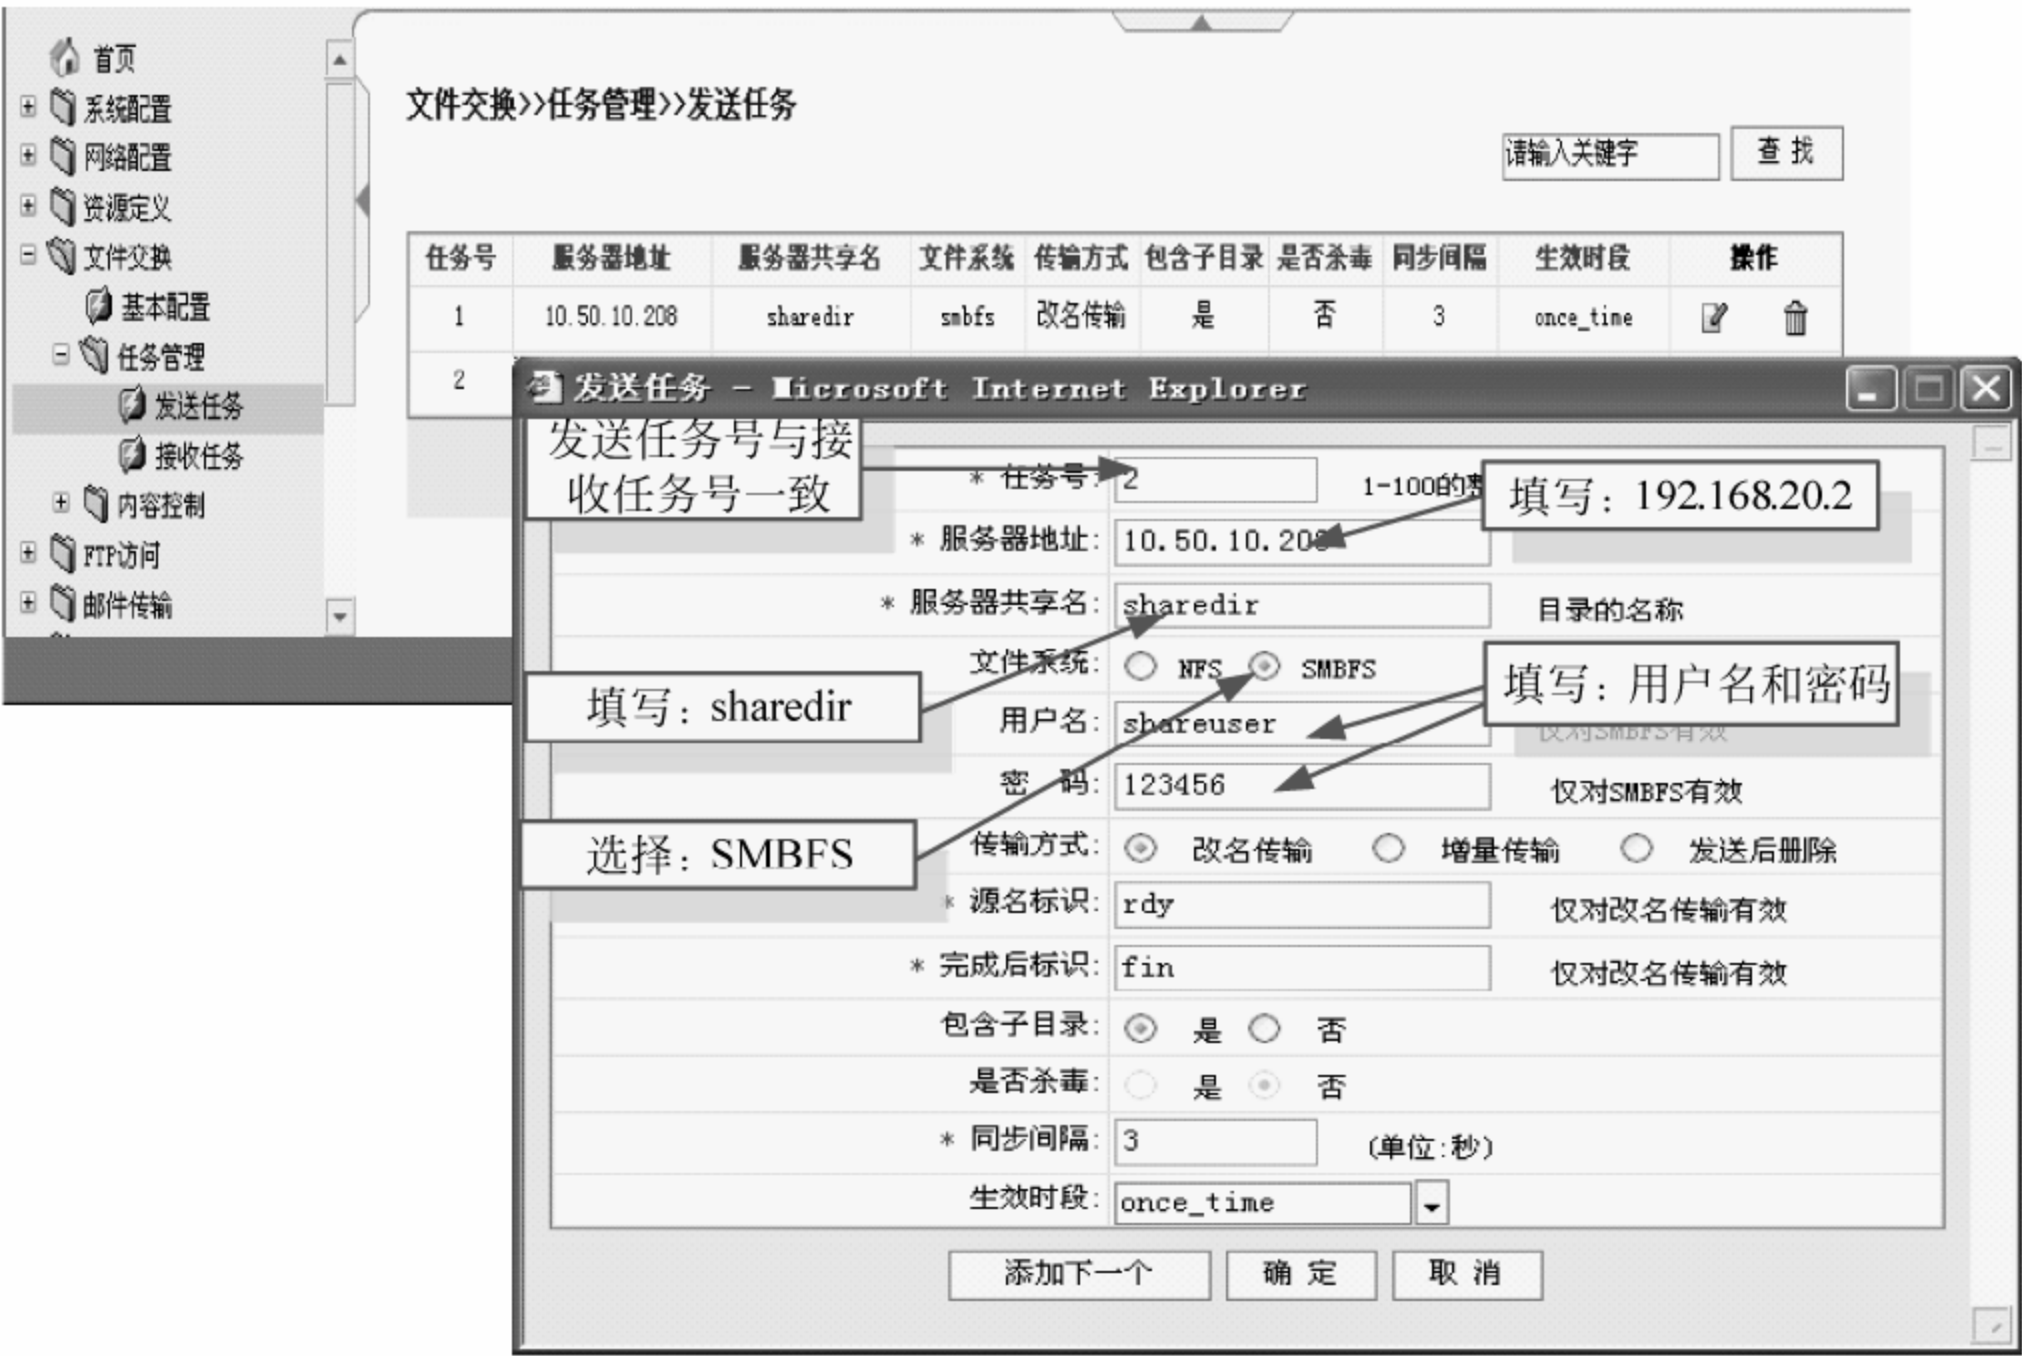 首页
系统配置
网络配置
资源定义
文件交换
基本配置
任务管理
发送任务
接收任务
内容控制
FTP访问
邮件传输
文件交换>>任务管理>>发送任务
请输入关键字 查 找
任务号 服务器地址 服务器共享名 文件系统 传输方式 包含子目录 是否杀毒 同步间隔 生效时段 操作
1 10.50.10.208 sharedir smbfs 改名传输 是 否 3 once_time
2
发送任务 - Microsoft Internet Explorer
发送任务号与接
收任务号一致
* 任务号: 2 1-100的整
填写：192.168.20.2
* 服务器地址: 10.50.10.208
* 服务器共享名: sharedir 目录的名称
文件系统: NFS SMBFS
填写：用户名和密码
填写：sharedir
用户名: shareuser 仅对SMBFS有效
密 码: 123456 仅对SMBFS有效
选择：SMBFS
传输方式: 改名传输 增量传输 发送后删除
* 源名标识: rdy 仅对改名传输有效
* 完成后标识: fin 仅对改名传输有效
包含子目录: 是 否
是否杀毒: 是 否
* 同步间隔: 3 (单位:秒)
生效时段: once_time
添加下一个 确 定 取 消